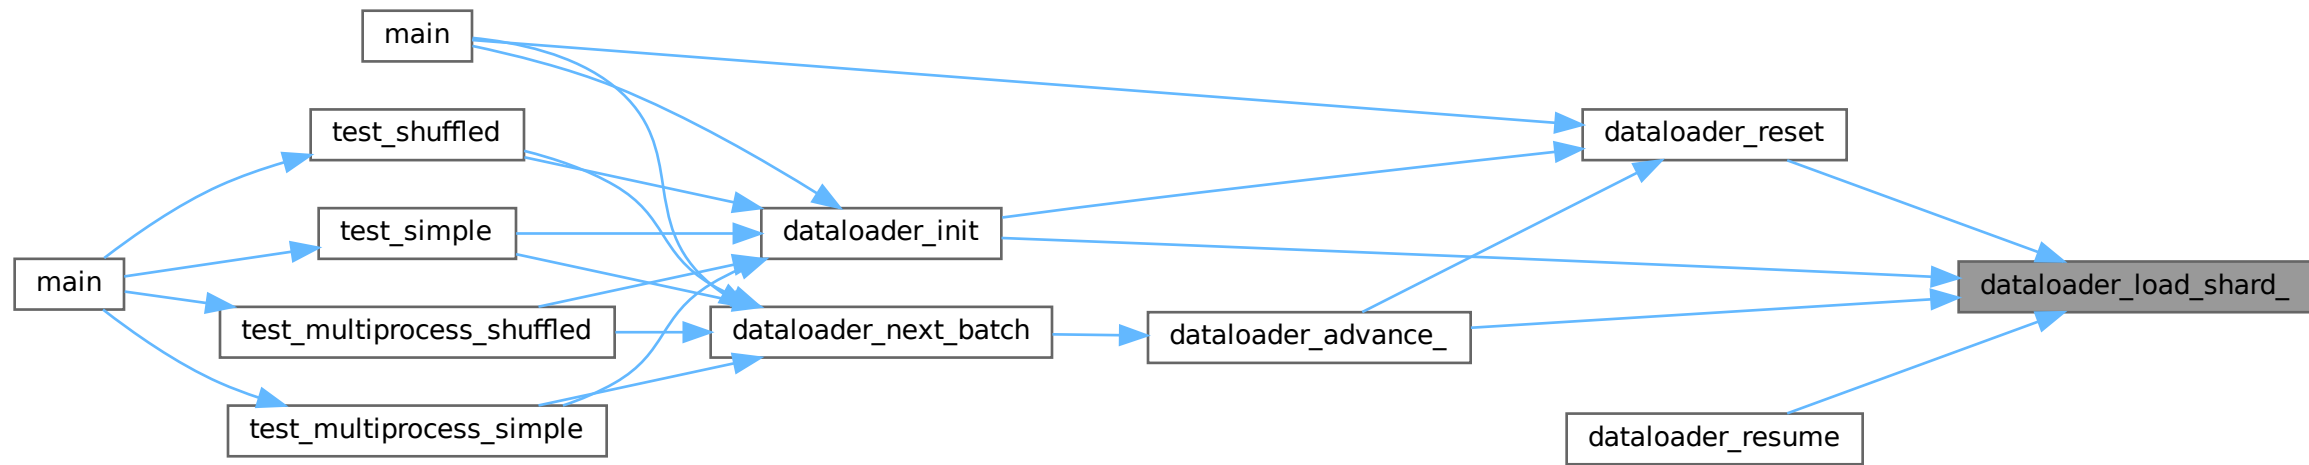 main
test_shuffled
dataloader_reset
test_simple
dataloader_init
main
dataloader_load_shard_
test_multiprocess_shuffled
dataloader_next_batch
dataloader_advance_
test_multiprocess_simple
dataloader_resume